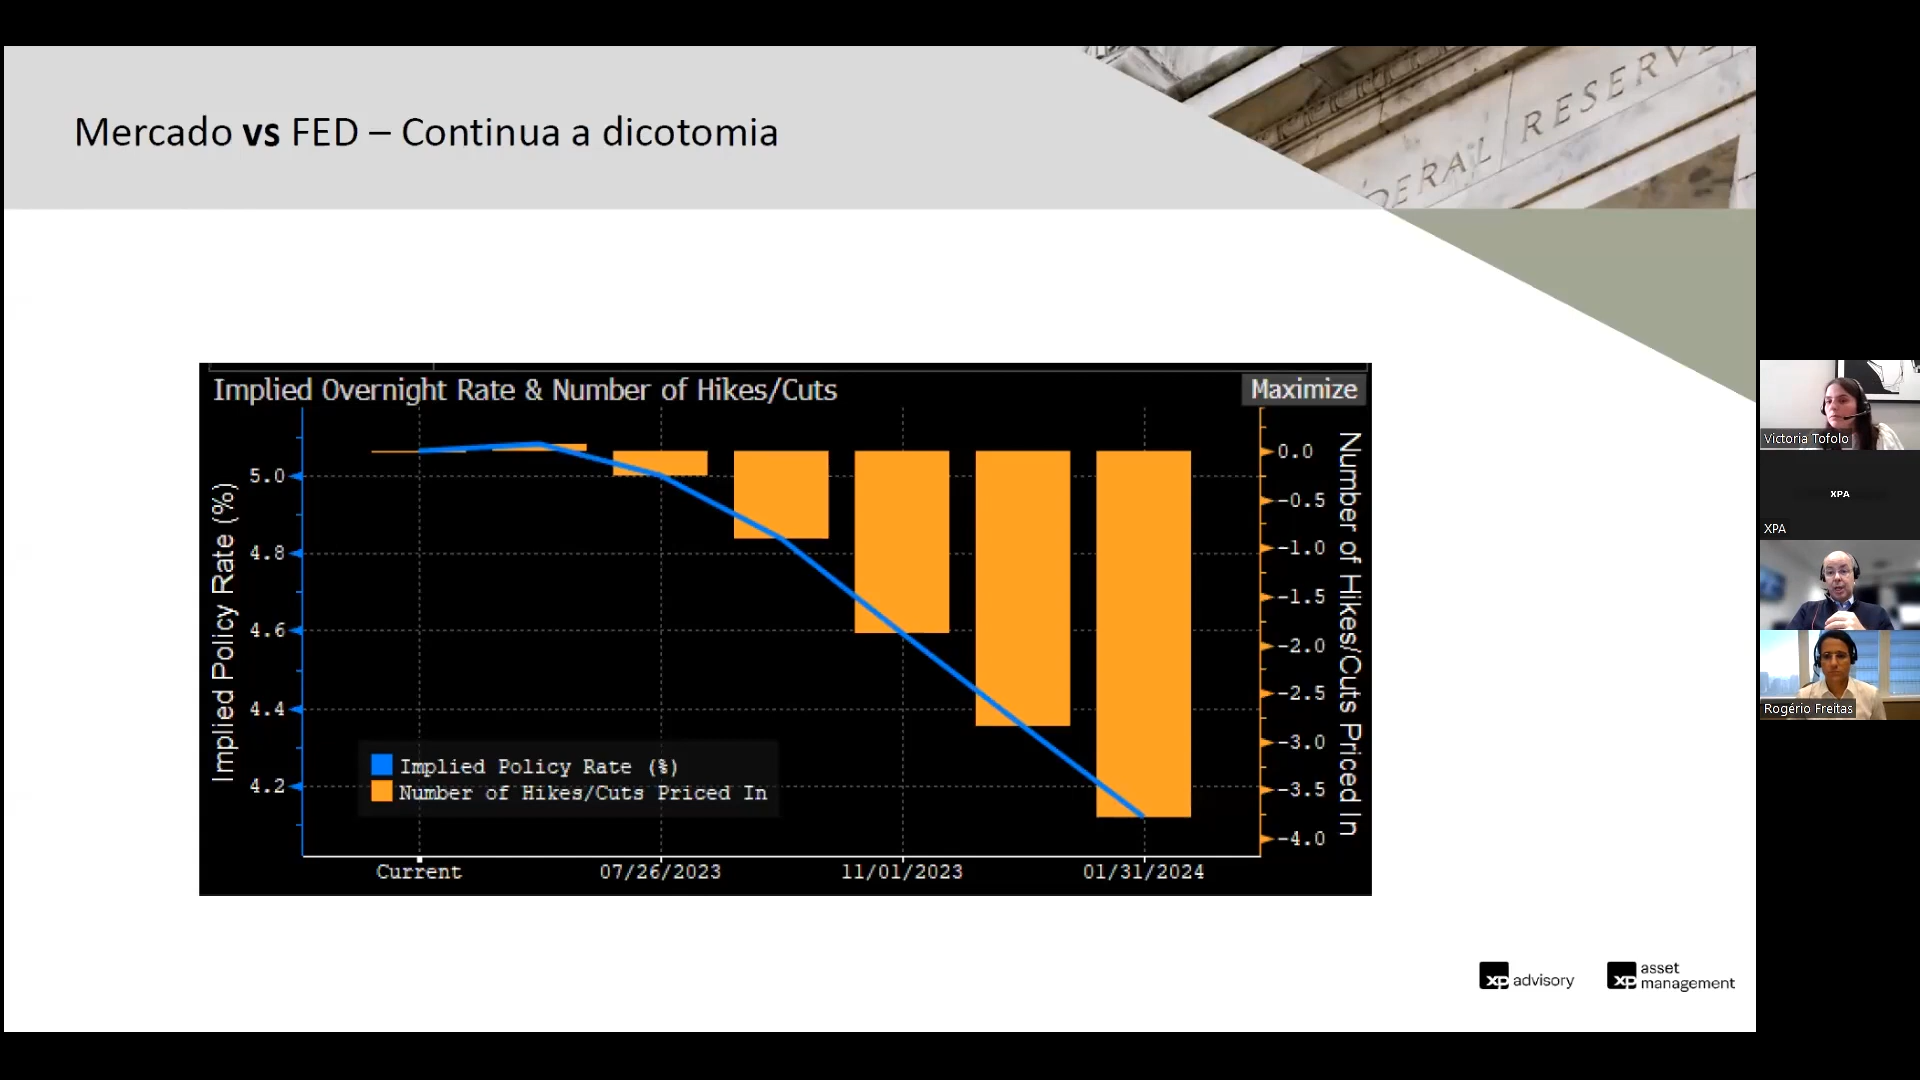 Mercado vs FED – Continua a dicotomia
DERAL RESERV
Implied Overnight Rate & Number of Hikes/Cuts
Maximize
Implied Policy Rate (%)
5.0
4.8
4.6
4.4
4.2
Implied Policy Rate (%)
Number of Hikes/Cuts Priced In
0.0
-0.5
-1.0
-1.5
-2.0
-2.5
-3.0
-3.5
-4.0
Number of Hikes/Cuts Priced In
Current
07/26/2023
11/01/2023
01/31/2024
xp advisory
xp asset
management
Victoria Tofolo
XPA
XPA
Rogério Freitas